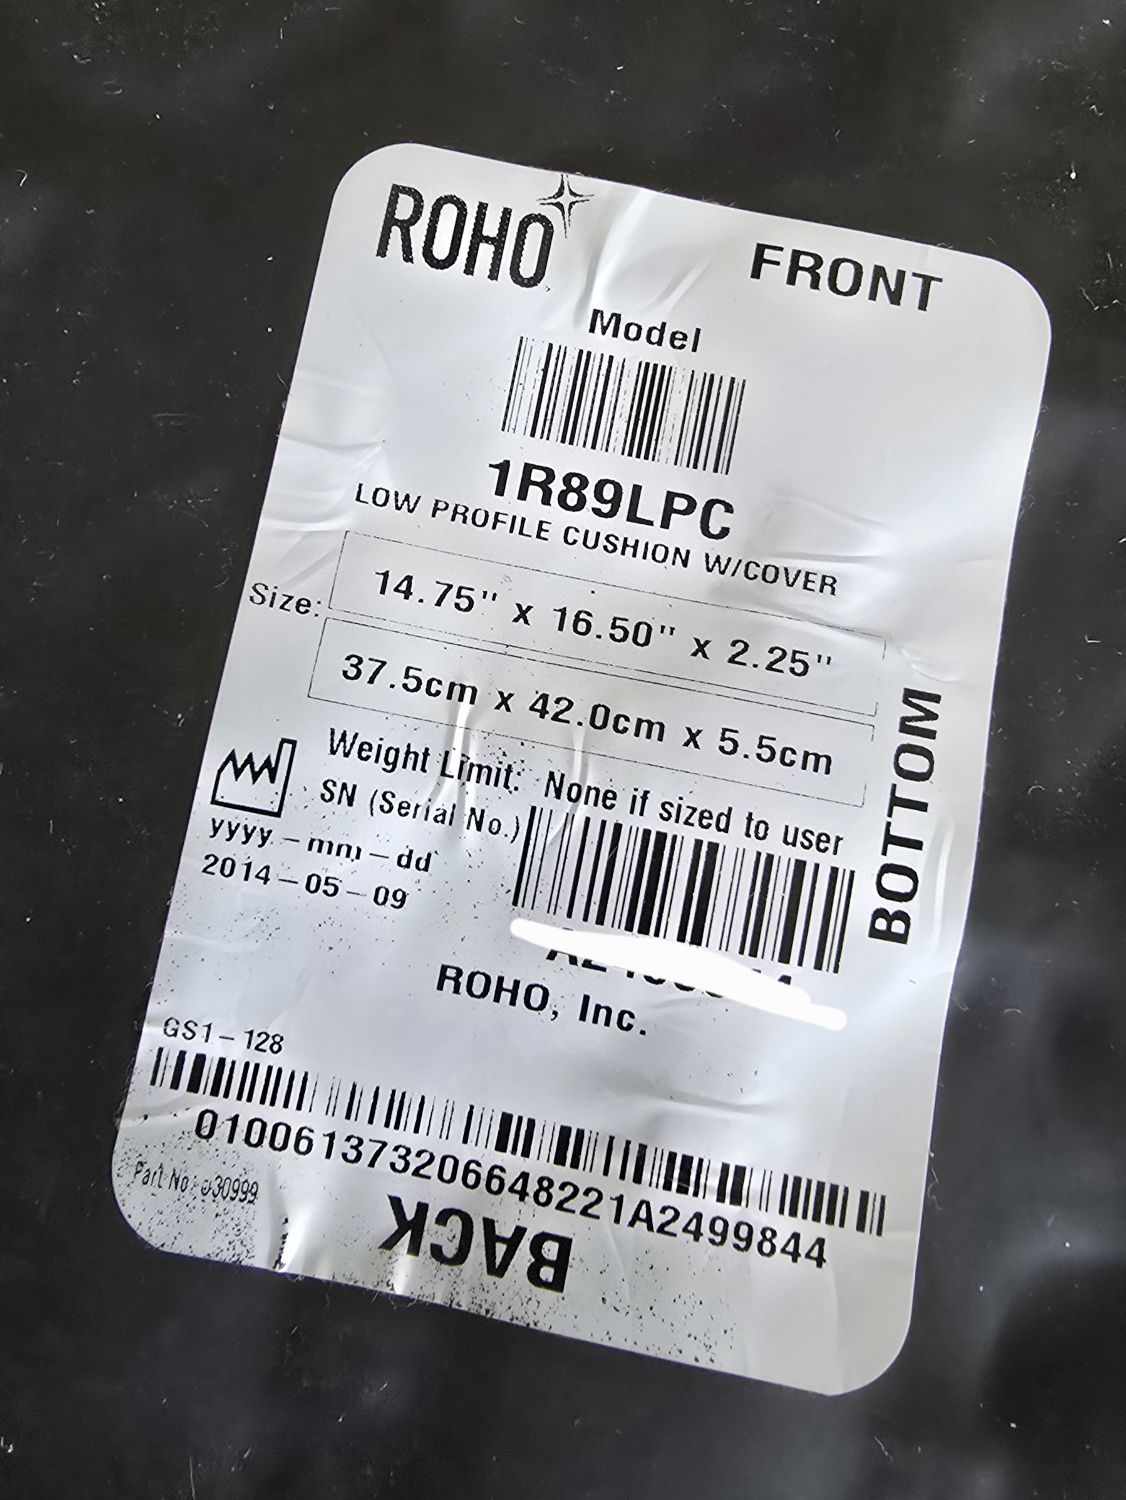 ROHO
FRONT
Model
1R89LPC
LOW PROFILE CUSHION W/COVER
Size:
14.75" x 16.50" x 2.25"
37.5cm x 42.0cm x 5.5cm
Weight Limit: None if sized to user
SN (Serial No.)
yyyy-mm-dd
2014-05-09
BOTTOM
ROHO, Inc.
GS1-128
010061373206648221A2499844
Part No: 
BACK